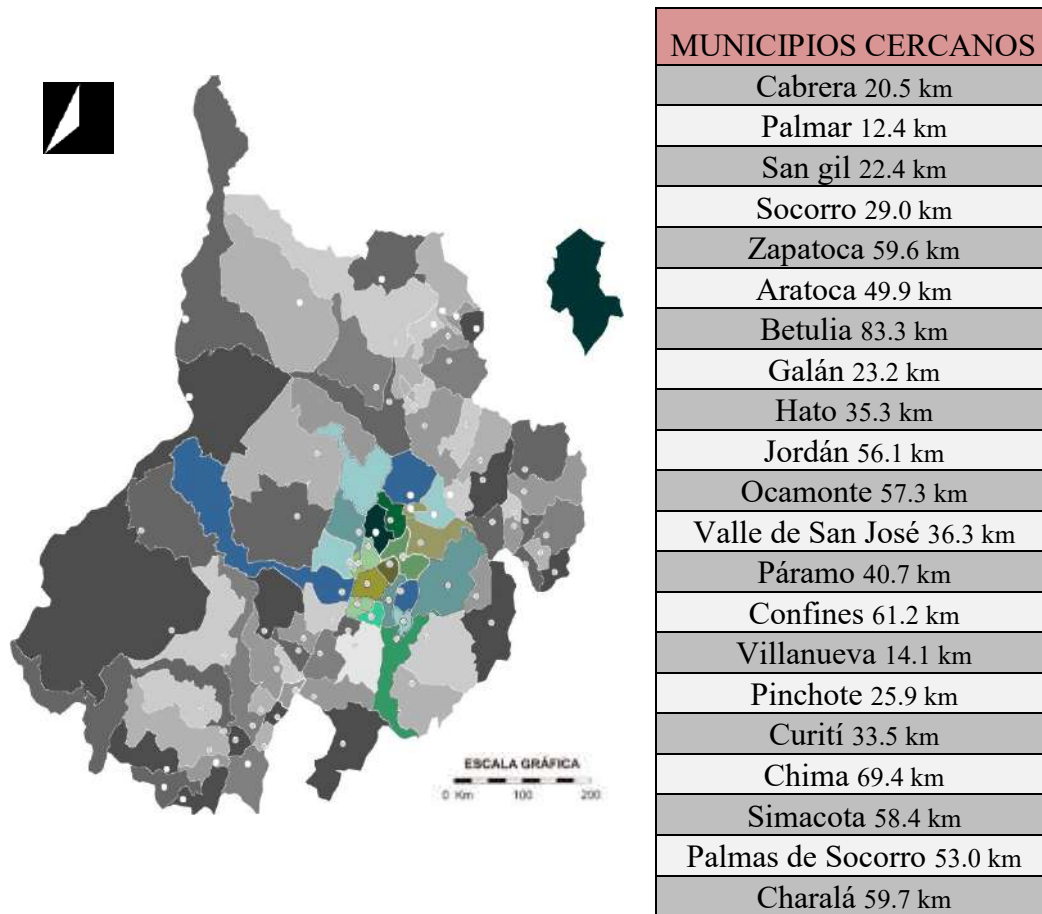 MUNICIPIOS CERCANOS
Cabrera 20.5 km
Palmar 12.4 km
San gil 22.4 km
Socorro 29.0 km
Zapatoca 59.6 km
Aratoca 49.9 km
Betulia 83.3 km
Galán 23.2 km
Hato 35.3 km
Jordán 56.1 km
Ocamonte 57.3 km
Valle de San José 36.3 km
Páramo 40.7 km
Confines 61.2 km
Villanueva 14.1 km
Pinchote 25.9 km
Curití 33.5 km
Chima 69.4 km
Simacota 58.4 km
Palmas de Socorro 53.0 km
Charalá 59.7 km
ESCALA GRÁFICA
0 Km 100 200